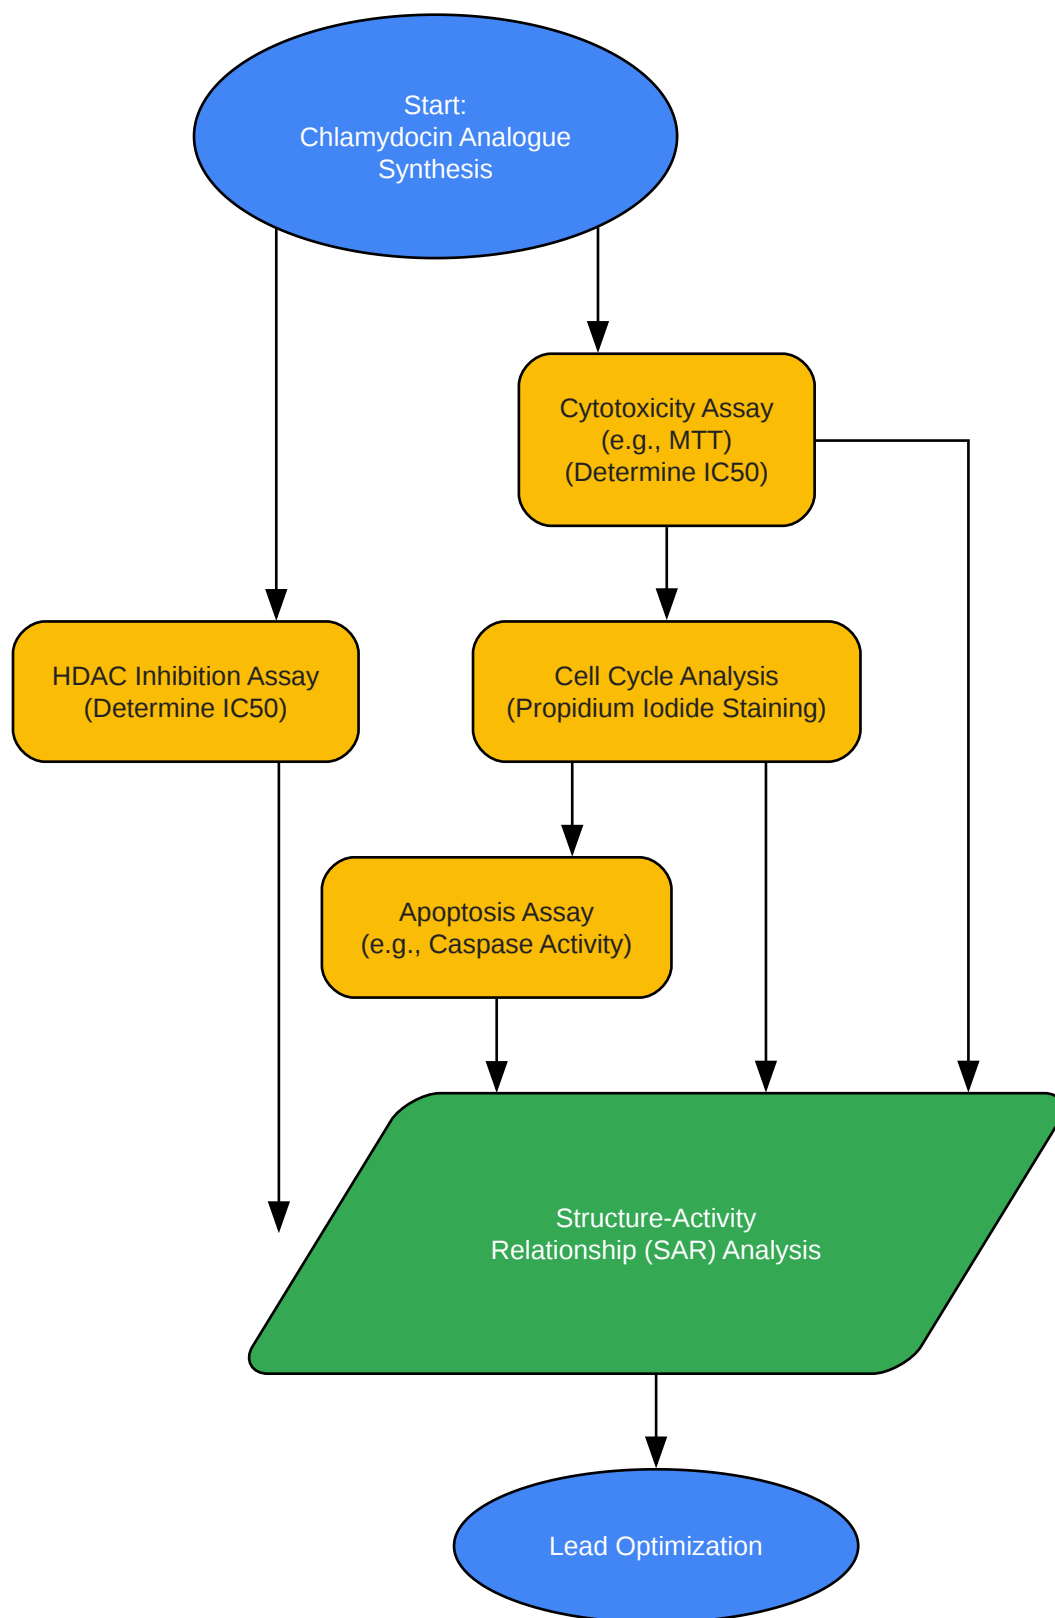 Start:
Chlamydocin Analogue
Synthesis
Cytotoxicity Assay
(e.g., MTT)
(Determine IC50)
HDAC Inhibition Assay
(Determine IC50)
Cell Cycle Analysis
(Propidium Iodide Staining)
Apoptosis Assay
(e.g., Caspase Activity)
Structure-Activity
Relationship (SAR) Analysis
Lead Optimization